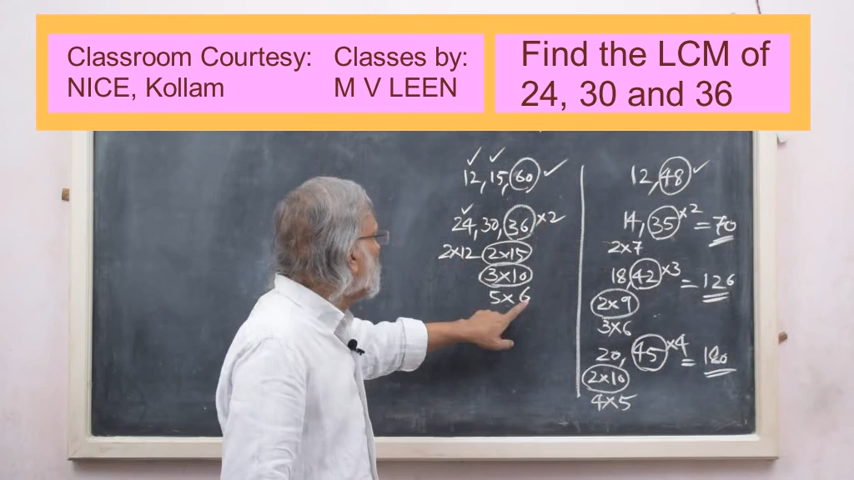 Classroom Courtesy:
NICE, Kollam
Classes by:
M V LEEN
Find the LCM of
24, 30 and 36
12, 15, 60
24, 30, 36 ×2
2×12 2×15
3×10
5×6
12, 48
14, 35 ×2 = 70
2×7
18, 42 ×3 = 126
2×9
3×6
20, 45 ×4 = 180
2×10
4×5